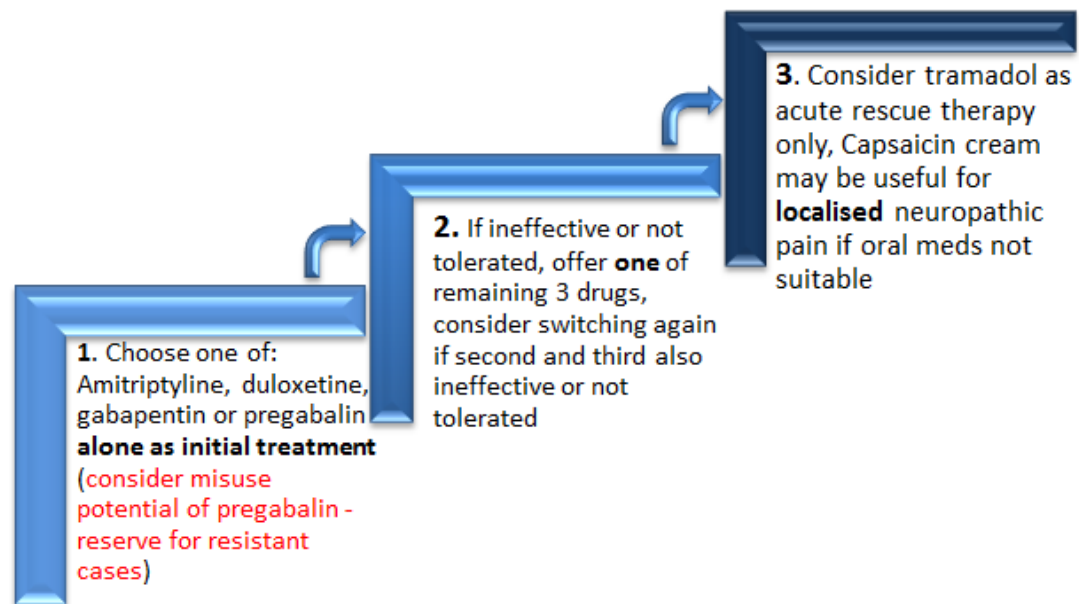 3. Consider tramadol as
acute rescue therapy
only, Capsaicin cream
may be useful for
localised neuropathic
pain if oral meds not
suitable
2. If ineffective or not
tolerated, offer one of
remaining 3 drugs,
consider switching again
if second and third also
ineffective or not
tolerated
1. Choose one of:
Amitriptyline, duloxetine,
gabapentin or pregabalin
alone as initial treatment
(consider misuse
potential of pregabalin -
reserve for resistant
cases)